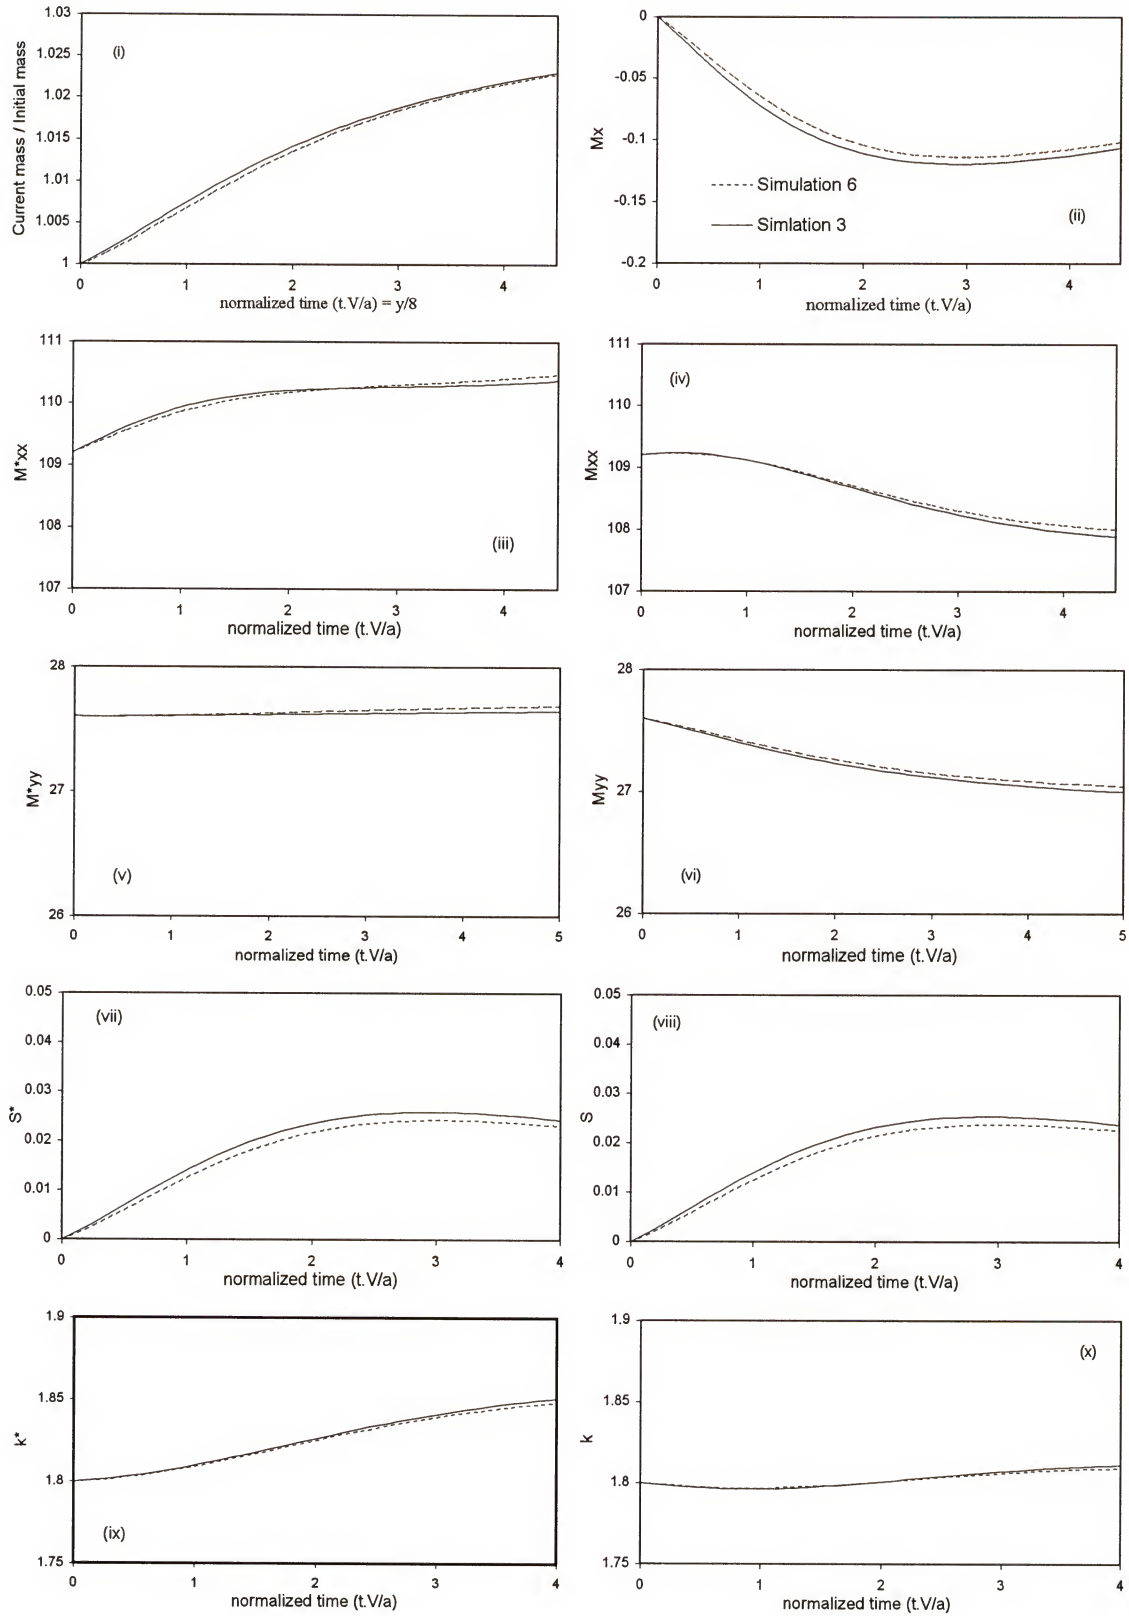 (i)
Current mass / Initial mass
1.03
1.025
1.02
1.015
1.01
1.005
1
0 1 2 3 4
normalized time (t.V/a) = y/8
(ii)
Mx
0
-0.05
-0.1
-0.15
-0.2
Simulation 6
Simlation 3
0 1 2 3 4
normalized time (t.V/a)
(iii)
M*xx
111
110
109
108
107
0 1 2 3 4
normalized time (t.V/a)
(iv)
Mxx
111
110
109
108
107
0 1 2 3 4
normalized time (t.V/a)
(v)
M*yy
28
27
26
0 1 2 3 4 5
normalized time (t.V/a)
(vi)
Myy
28
27
26
0 1 2 3 4 5
normalized time (t.V/a)
(vii)
S*
0.05
0.04
0.03
0.02
0.01
0
0 1 2 3 4
normalized time (t.V/a)
(viii)
S
0.05
0.04
0.03
0.02
0.01
0
0 1 2 3 4
normalized time (t.V/a)
(ix)
k*
1.9
1.85
1.8
1.75
0 1 2 3 4
normalized time (t.V/a)
(x)
k
1.9
1.85
1.8
1.75
0 1 2 3 4
normalized time (t.V/a)